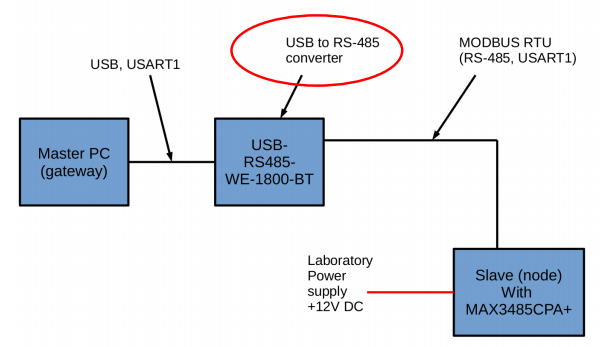 USB to RS-485
converter
MODBUS RTU
(RS-485, USART1)
USB, USART1
Master PC
(gateway)
USB-
RS485-
WE-1800-BT
Laboratory
Power
supply
+12V DC
Slave (node)
With
MAX3485CPA+